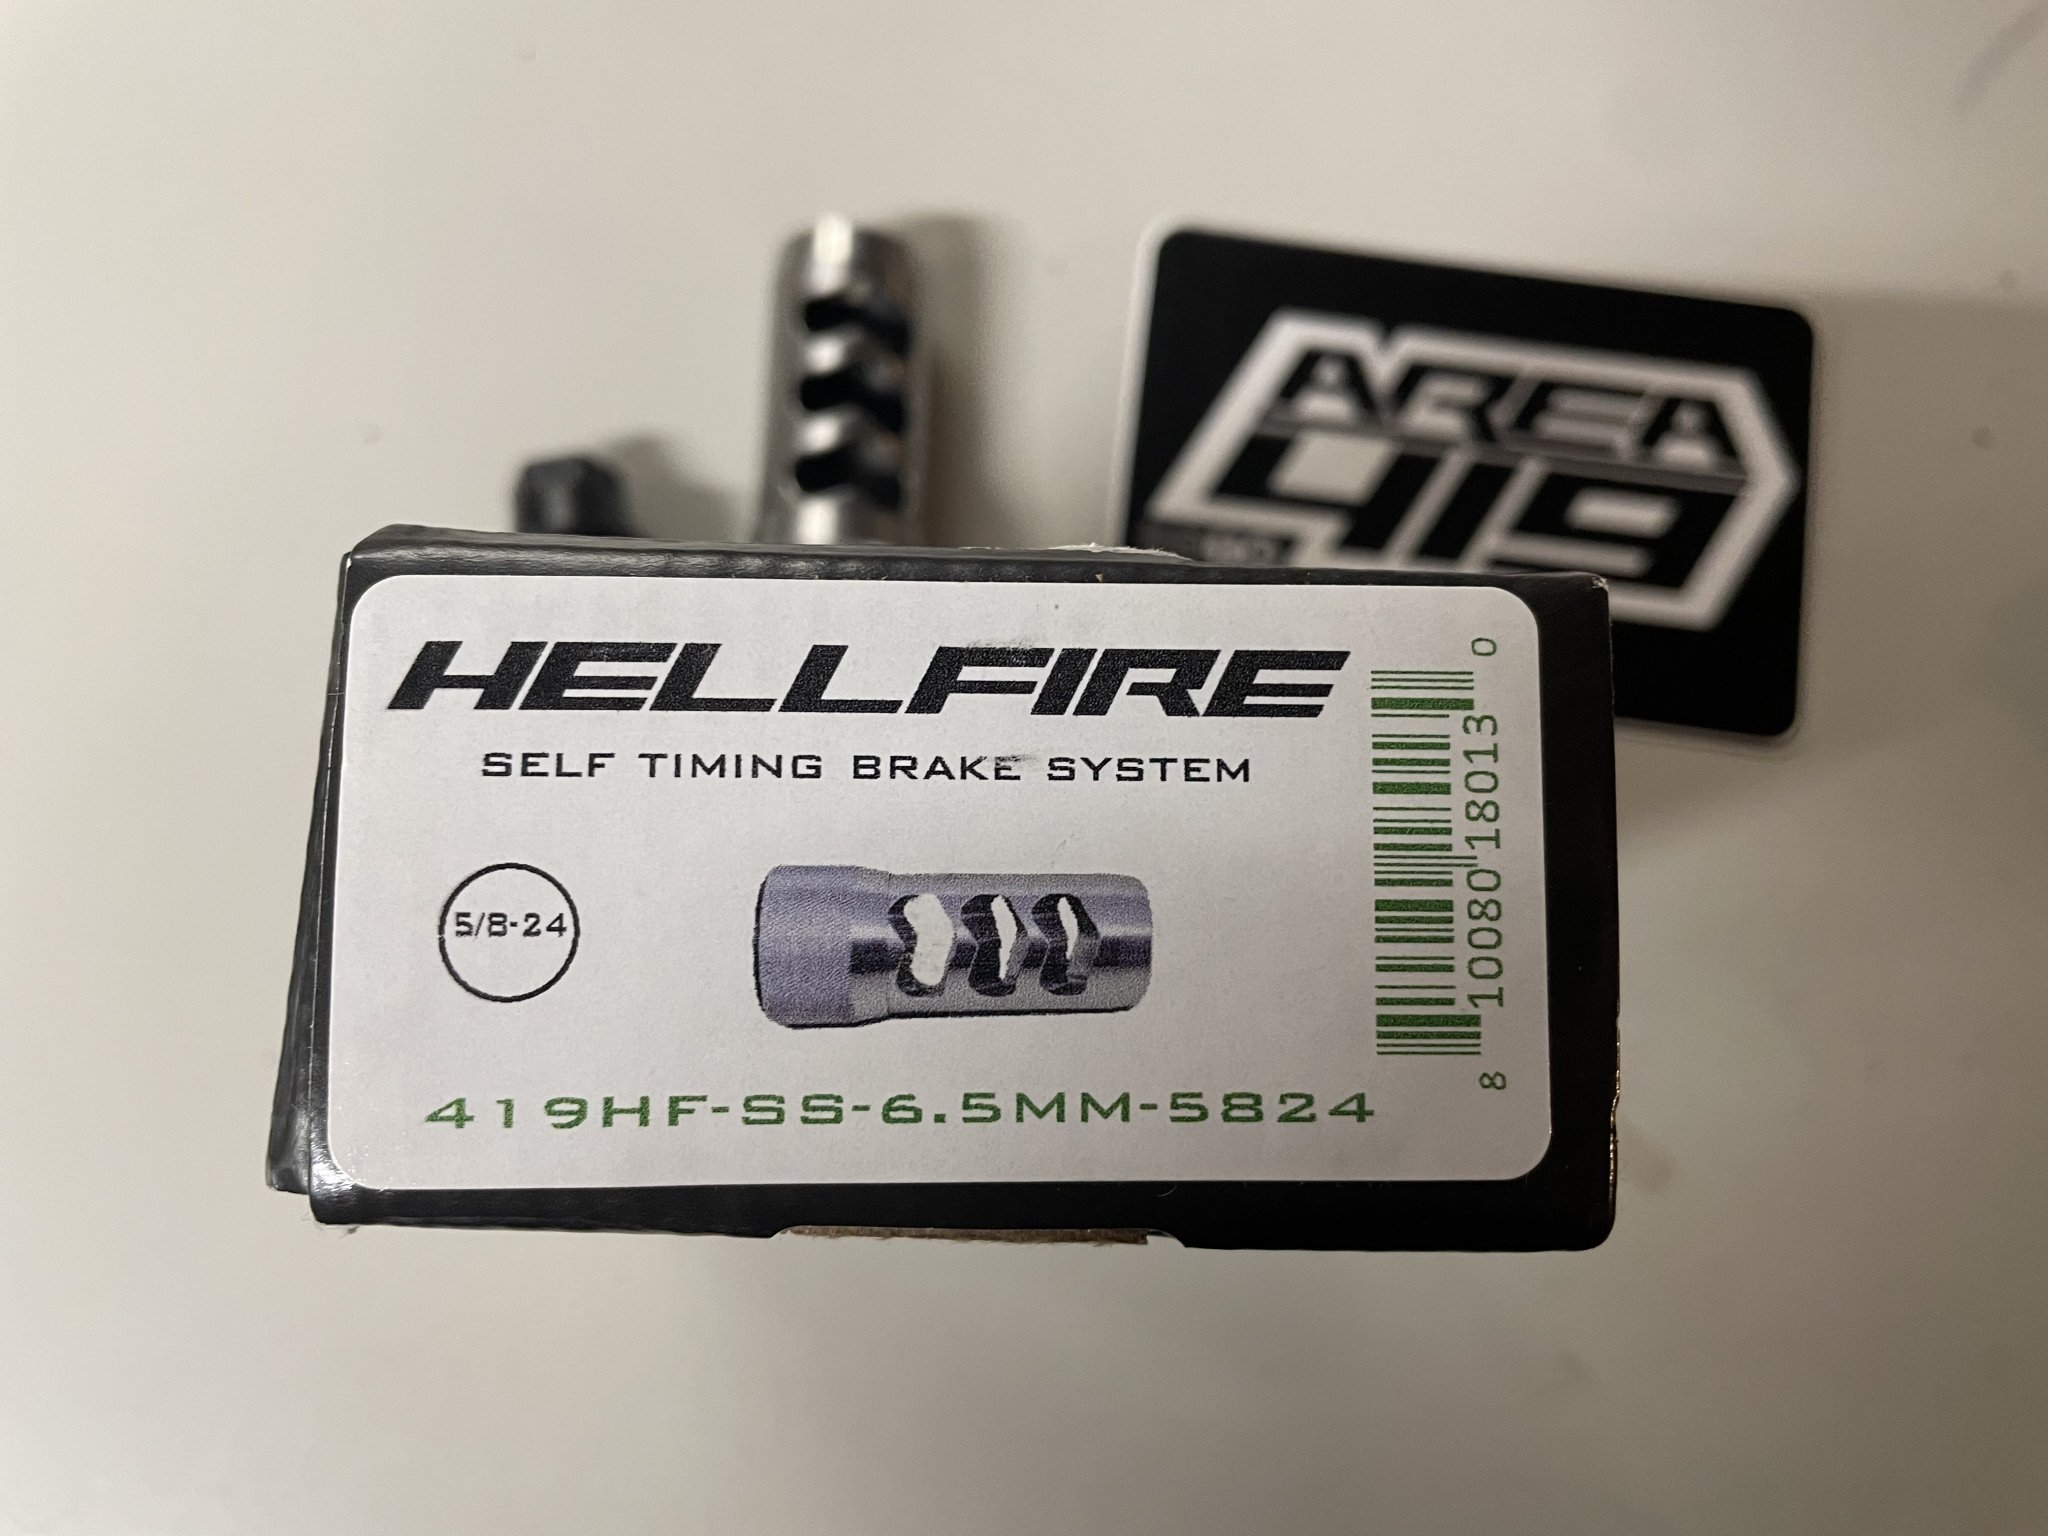 AREA
419
HELLFIRE
SELF TIMING BRAKE SYSTEM
5/8-24
419HF-SS-6.5MM-5824
8 10080 18013 0